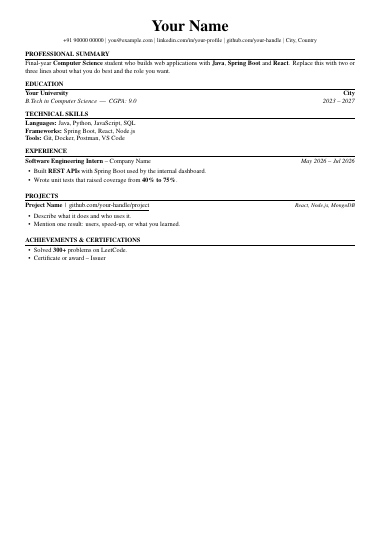 Your Name
+91 90000 00000 | you@example.com | linkedin.com/in/your-profile | github.com/your-handle | City, Country
PROFESSIONAL SUMMARY
Final-year Computer Science student who builds web applications with Java, Spring Boot and React. Replace this with two or
three lines about what you do best and the role you want.
EDUCATION
Your University City
B.Tech in Computer Science — CGPA: 9.0 2023 – 2027
TECHNICAL SKILLS
Languages: Java, Python, JavaScript, SQL
Frameworks: Spring Boot, React, Node.js
Tools: Git, Docker, Postman, VS Code
EXPERIENCE
Software Engineering Intern – Company Name May 2026 – Jul 2026
• Built REST APIs with Spring Boot used by the internal dashboard.
• Wrote unit tests that raised coverage from 40% to 75%.
PROJECTS
Project Name | github.com/your-handle/project React, Node.js, MongoDB
• Describe what it does and who uses it.
• Mention one result: users, speed-up, or what you learned.
ACHIEVEMENTS & CERTIFICATIONS
• Solved 300+ problems on LeetCode.
• Certificate or award – Issuer